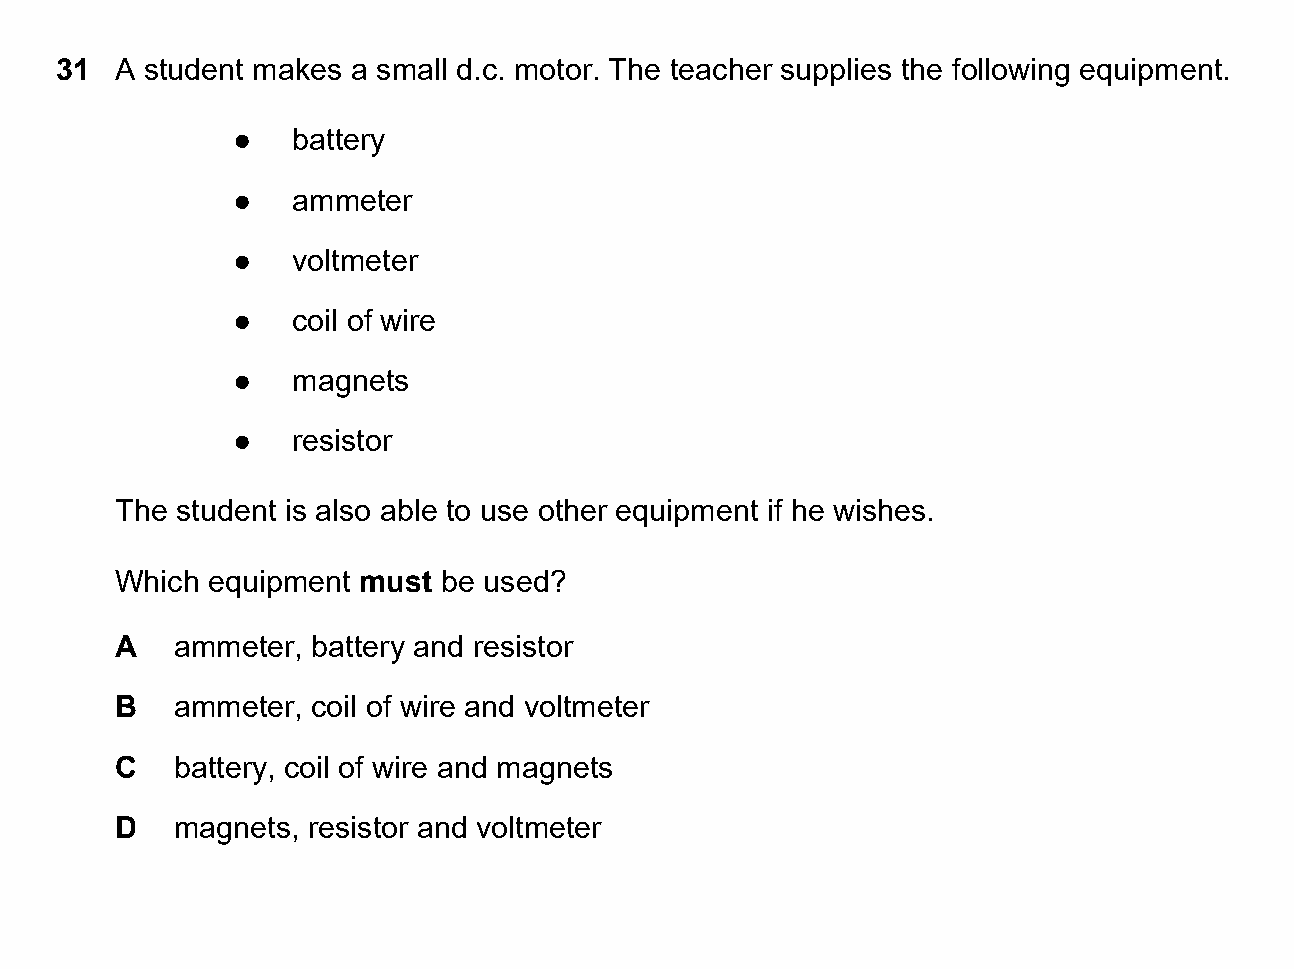 31 A student makes a small d.c. motor. The teacher supplies the following equipment.
● battery
● ammeter
● voltmeter
● coil of wire
● magnets
● resistor
The student is also able to use other equipment if he wishes.
Which equipment must be used?
A ammeter, battery and resistor
B ammeter, coil of wire and voltmeter
C battery, coil of wire and magnets
D magnets, resistor and voltmeter